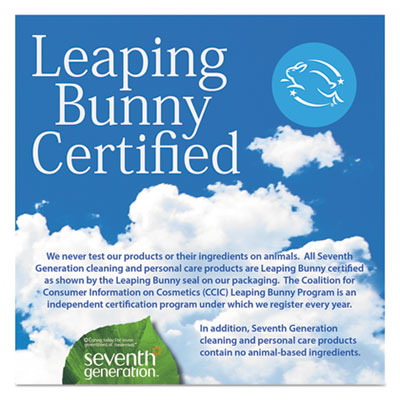 Leaping
Bunny
Certified
We never test our products or their ingredients on animals. All Seventh
Generation cleaning and personal care products are Leaping Bunny certified
as shown by the Leaping Bunny seal on our packaging. The Coalition for
Consumer Information on Cosmetics (CCIC) Leaping Bunny Program is an
independent certification program under which we register every year.
In addition, Seventh Generation
cleaning and personal care products
contain no animal-based ingredients.
seventh
generation